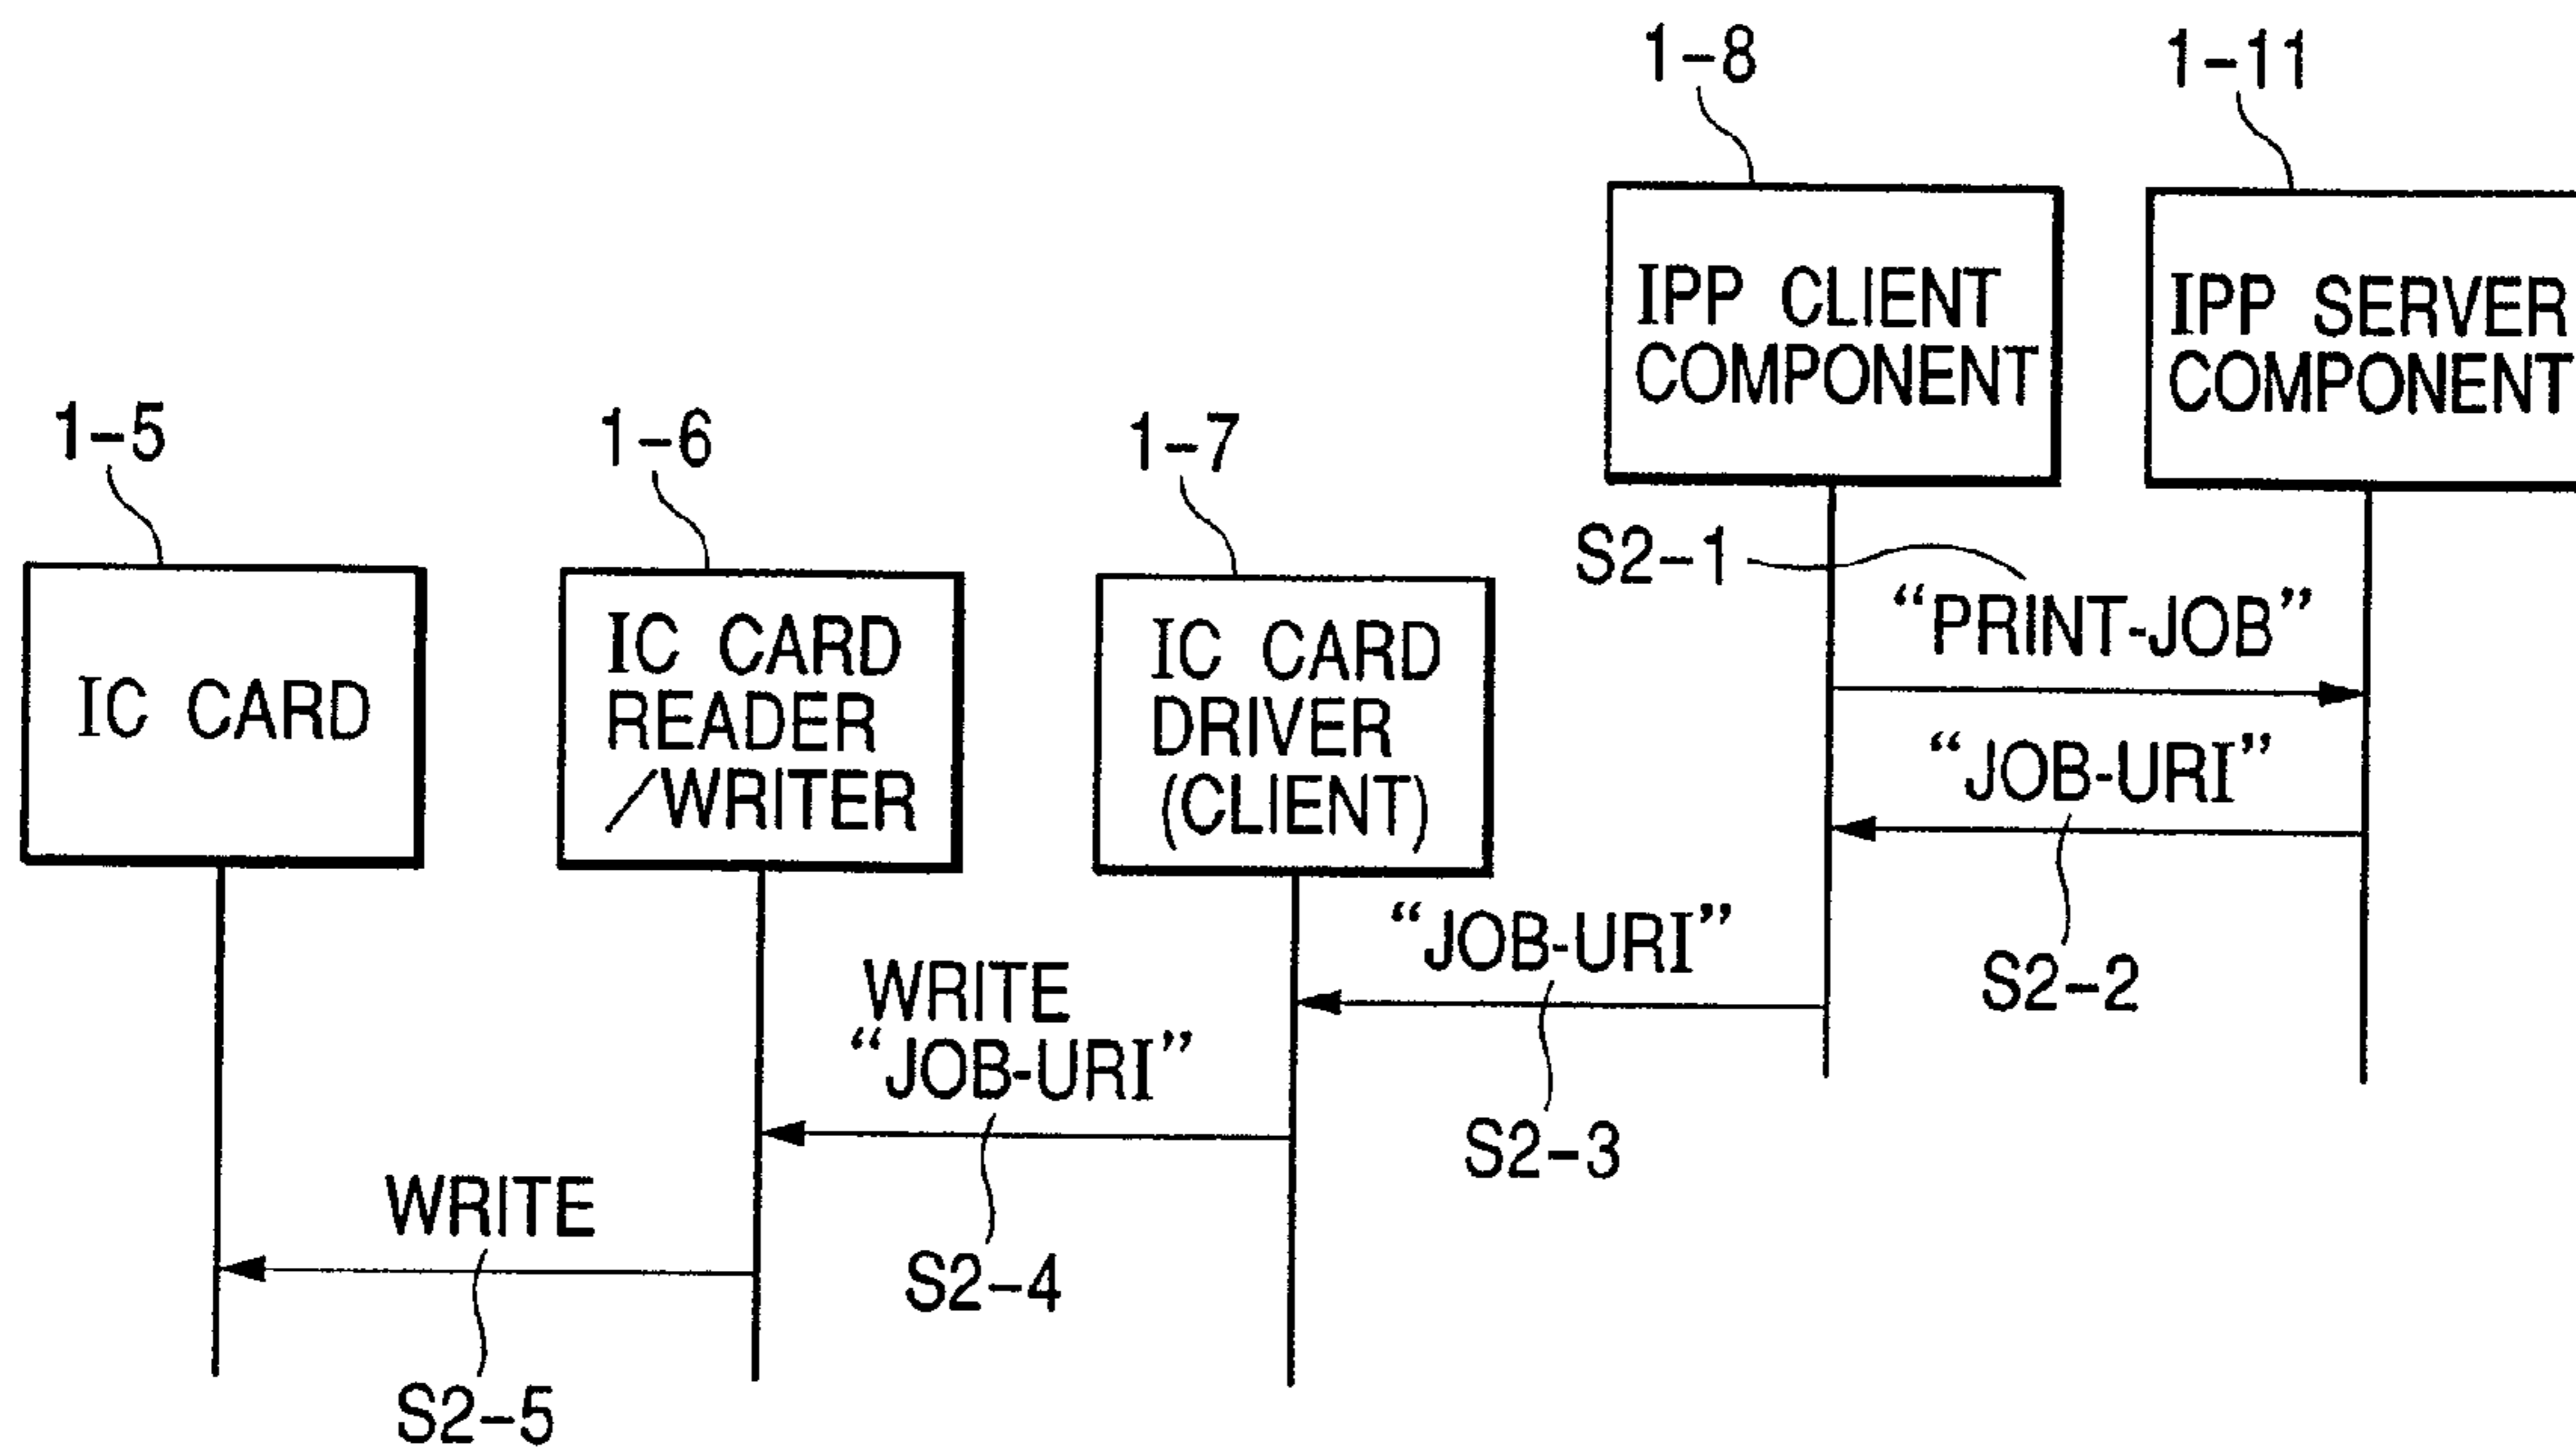 1-8
1-11
IPP CLIENT
COMPONENT
IPP SERVER
COMPONENT
1-5
1-6
1-7
IC CARD
IC CARD
READER
/WRITER
IC CARD
DRIVER
(CLIENT)
S2-1
“PRINT-JOB”
“JOB-URI”
S2-2
“JOB-URI”
S2-3
WRITE
“JOB-URI”
S2-4
WRITE
S2-5